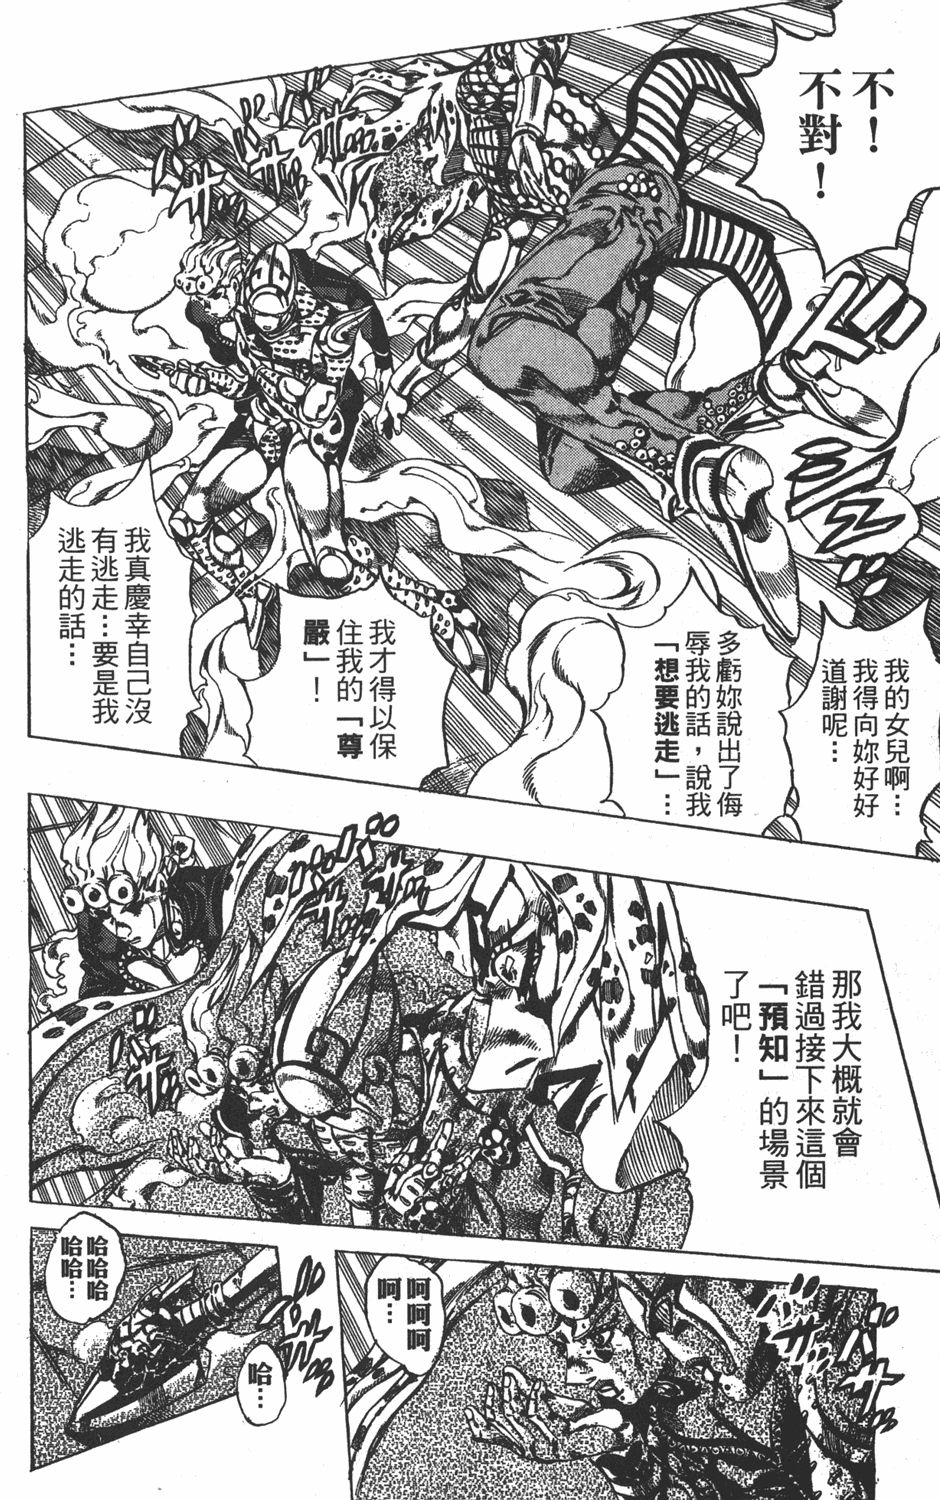 不！
不對！
ドドン
我的女兒啊…
我得向妳好好
道謝呢…
多虧妳說出了侮
辱我的話，說我
「想要逃走」…
我才得以保
住我的「尊
嚴」！
我真慶幸自己沒
有逃走…要是我
逃走的話…
那我大概就會
錯過接下來這個
「預知」的場景
了吧！
呵呵呵
呵…
哈哈哈
哈哈…
哈…